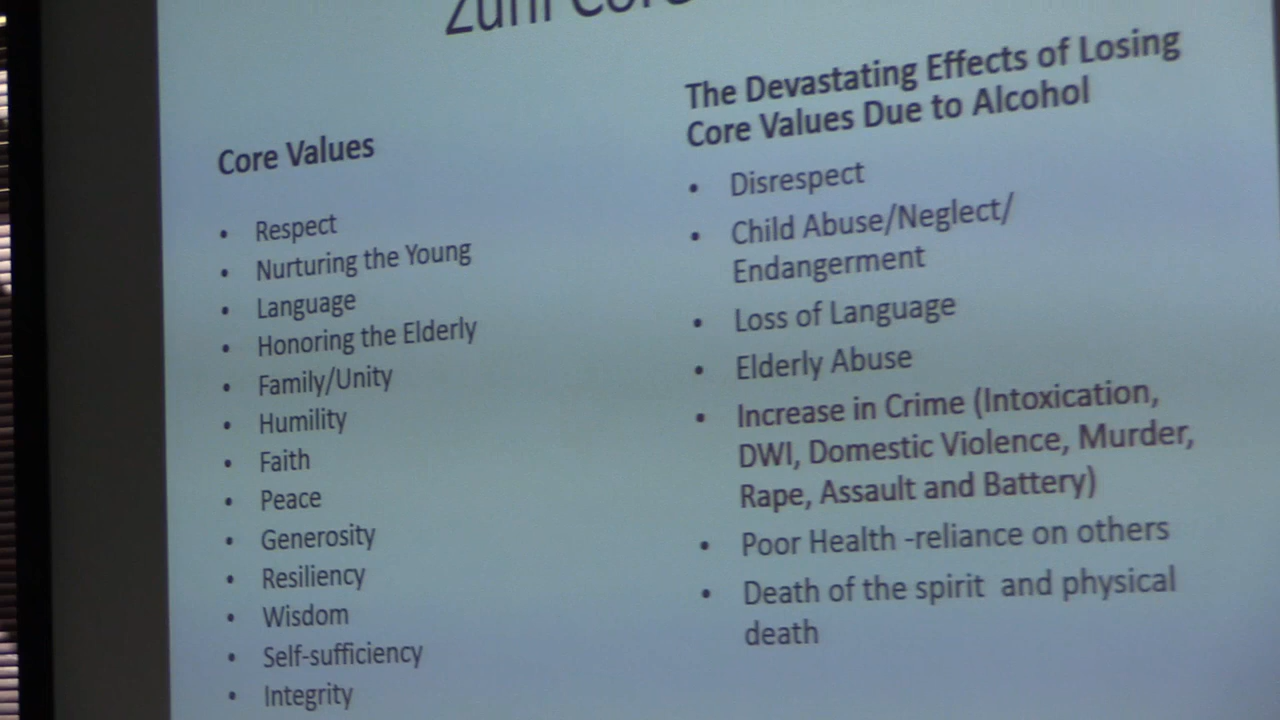 Zuni Core
Core Values
• Respect
• Nurturing the Young
• Language
• Honoring the Elderly
• Family/Unity
• Humility
• Faith
• Peace
• Generosity
• Resiliency
• Wisdom
• Self-sufficiency
• Integrity
The Devastating Effects of Losing
Core Values Due to Alcohol
• Disrespect
• Child Abuse/Neglect/
Endangerment
• Loss of Language
• Elderly Abuse
• Increase in Crime (Intoxication,
DWI, Domestic Violence, Murder,
Rape, Assault and Battery)
• Poor Health -reliance on others
• Death of the spirit and physical
death